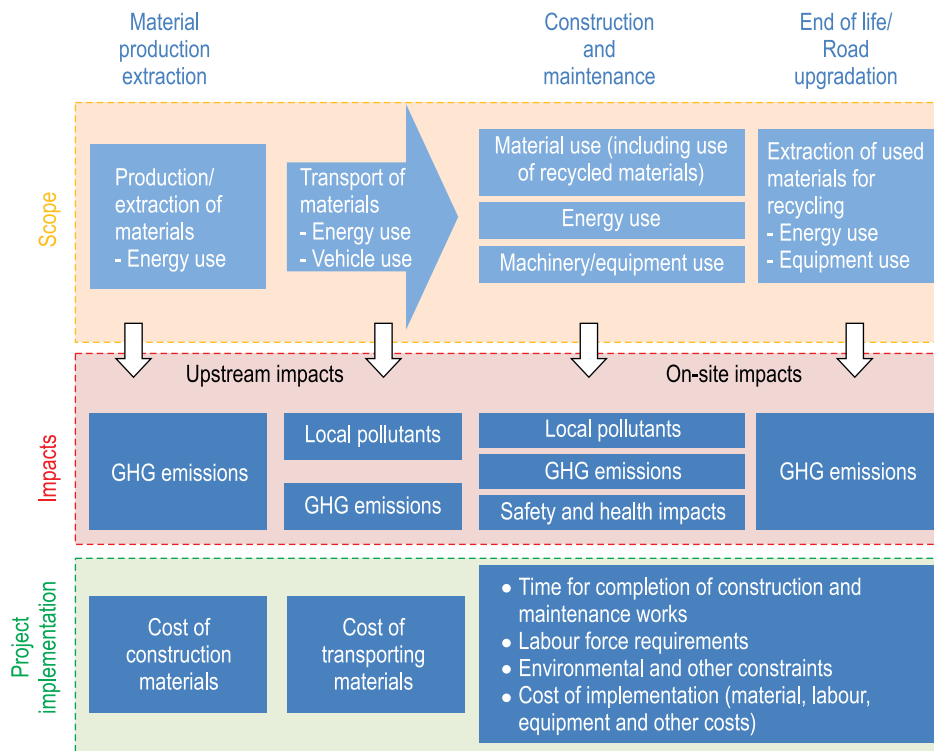 Material
production
extraction
Construction
and
maintenance
End of life/
Road
upgradation
Scope
Production/
extraction of
materials
- Energy use
Transport of
materials
- Energy use
- Vehicle use
Material use (including use
of recycled materials)
Energy use
Machinery/equipment use
Extraction of used
materials for
recycling
- Energy use
- Equipment use
Impacts
Upstream impacts
On-site impacts
GHG emissions
Local pollutants
GHG emissions
Local pollutants
GHG emissions
Safety and health impacts
GHG emissions
Project
implementation
Cost of
construction
materials
Cost of
transporting
materials
● Time for completion of construction and
maintenance works
● Labour force requirements
● Environmental and other constraints
● Cost of implementation (material, labour,
equipment and other costs)